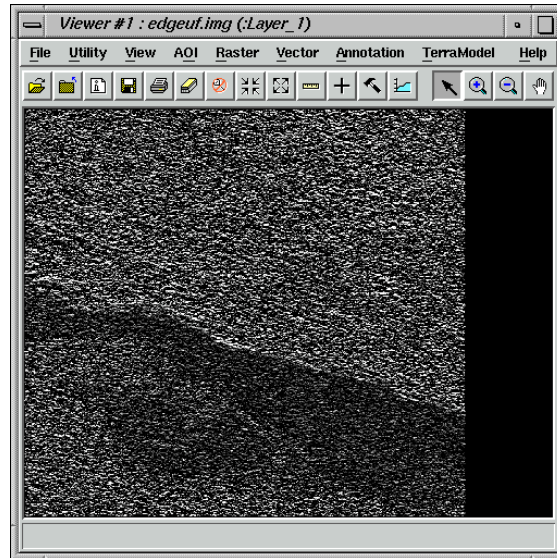 Viewer #1 : edgeuf.img (:Layer_1)
File Utility View AOI Raster Vector Annotation TerraModel Help